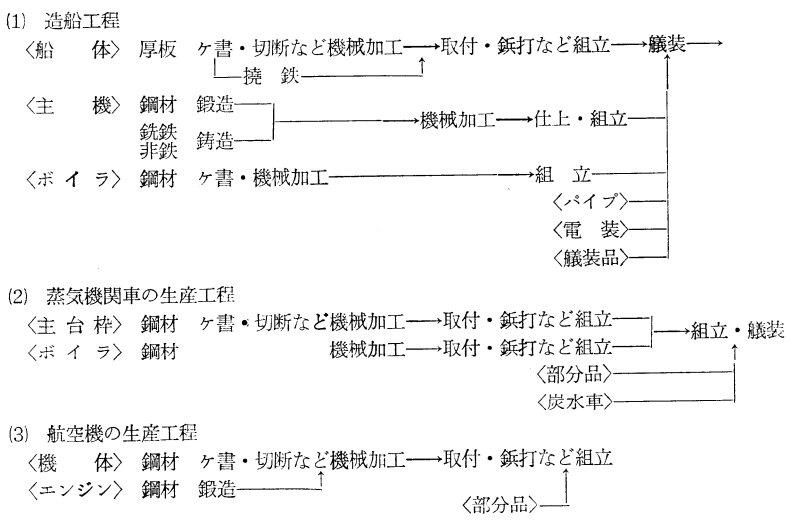 (1) 造船工程
〈船 体〉 厚板 ケ書・切断など機械加工→取付・鋲打など組立→艤装→
撓 鉄
〈主 機〉 鋼材 鍛造
機械加工→仕上・組立
銑鉄
非鉄 鋳造
〈ボイラ〉 鋼材 ケ書・機械加工→組 立
〈パイプ〉
〈電 装〉
〈艤装品〉
(2) 蒸気機関車の生産工程
〈主台枠〉 鋼材 ケ書・切断など機械加工→取付・鋲打など組立
→組立・艤装
〈ボイラ〉 鋼材 機械加工→取付・鋲打など組立
〈部分品〉
〈炭水車〉
(3) 航空機の生産工程
〈機 体〉 鋼材 ケ書・切断など機械加工→取付・鋲打など組立
〈エンジン〉 鋼材 鍛造
〈部分品〉